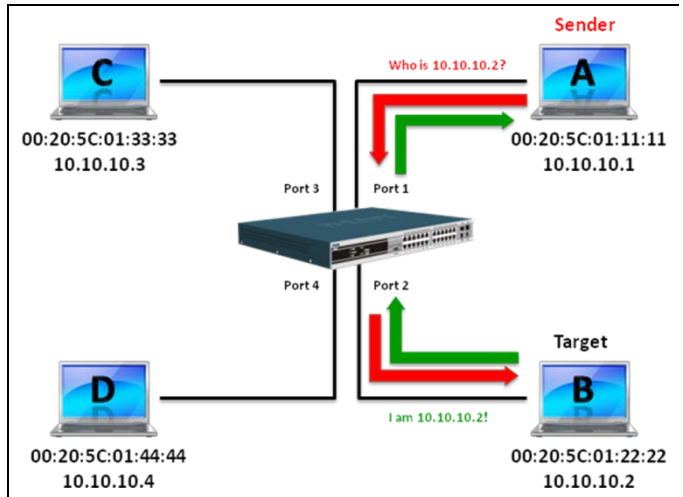 Sender
Who is 10.10.10.2?
C
A
00:20:5C:01:33:33
10.10.10.3
00:20:5C:01:11:11
10.10.10.1
Port 3
Port 1
Port 4
Port 2
Target
D
B
I am 10.10.10.2!
00:20:5C:01:44:44
10.10.10.4
00:20:5C:01:22:22
10.10.10.2